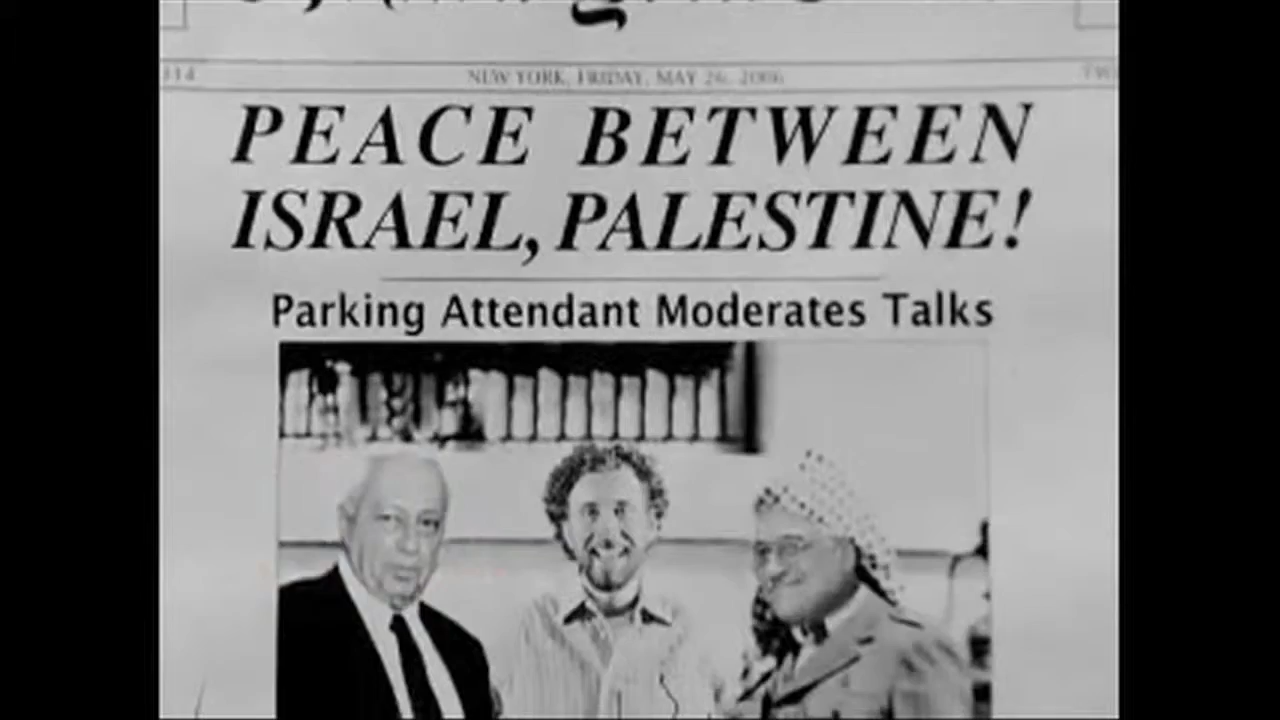 NEW YORK, FRIDAY, MAY 26, 2006
PEACE BETWEEN
ISRAEL, PALESTINE!
Parking Attendant Moderates Talks